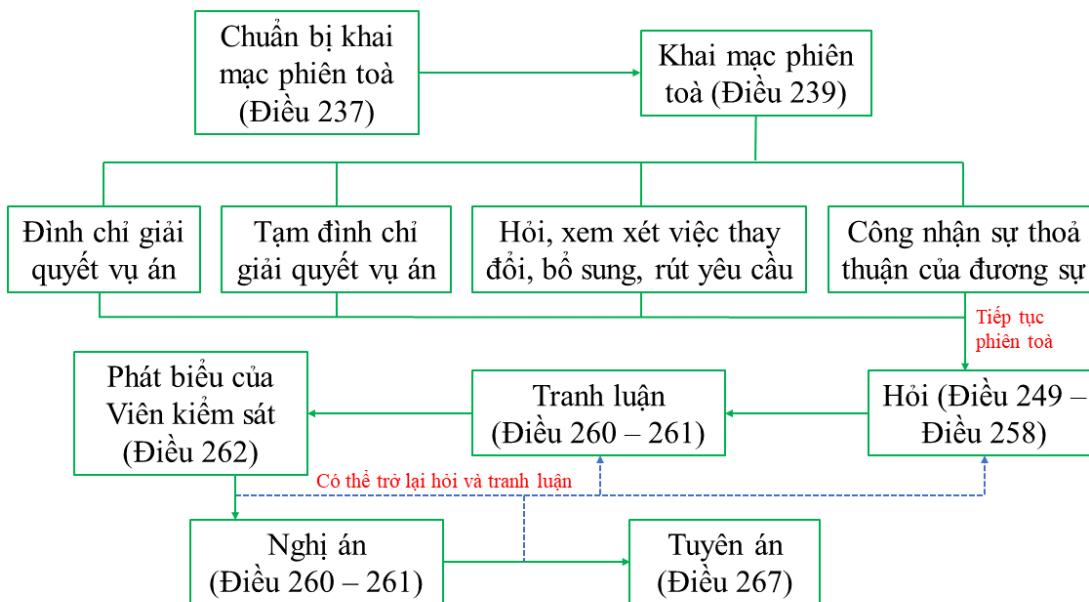 Chuẩn bị khai
mạc phiên toà
(Điều 237)
Khai mạc phiên
toà (Điều 239)
Đình chỉ giải
quyết vụ án
Tạm đình chỉ
giải quyết vụ án
Hỏi, xem xét việc thay
đổi, bổ sung, rút yêu cầu
Công nhận sự thoả
thuận của đương sự
Tiếp tục
phiên toà
Phát biểu của
Viên kiểm sát
(Điều 262)
Tranh luận
(Điều 260 – 261)
Hỏi (Điều 249 –
Điều 258)
Có thể trở lại hỏi và tranh luận
Nghị án
(Điều 260 – 261)
Tuyên án
(Điều 267)